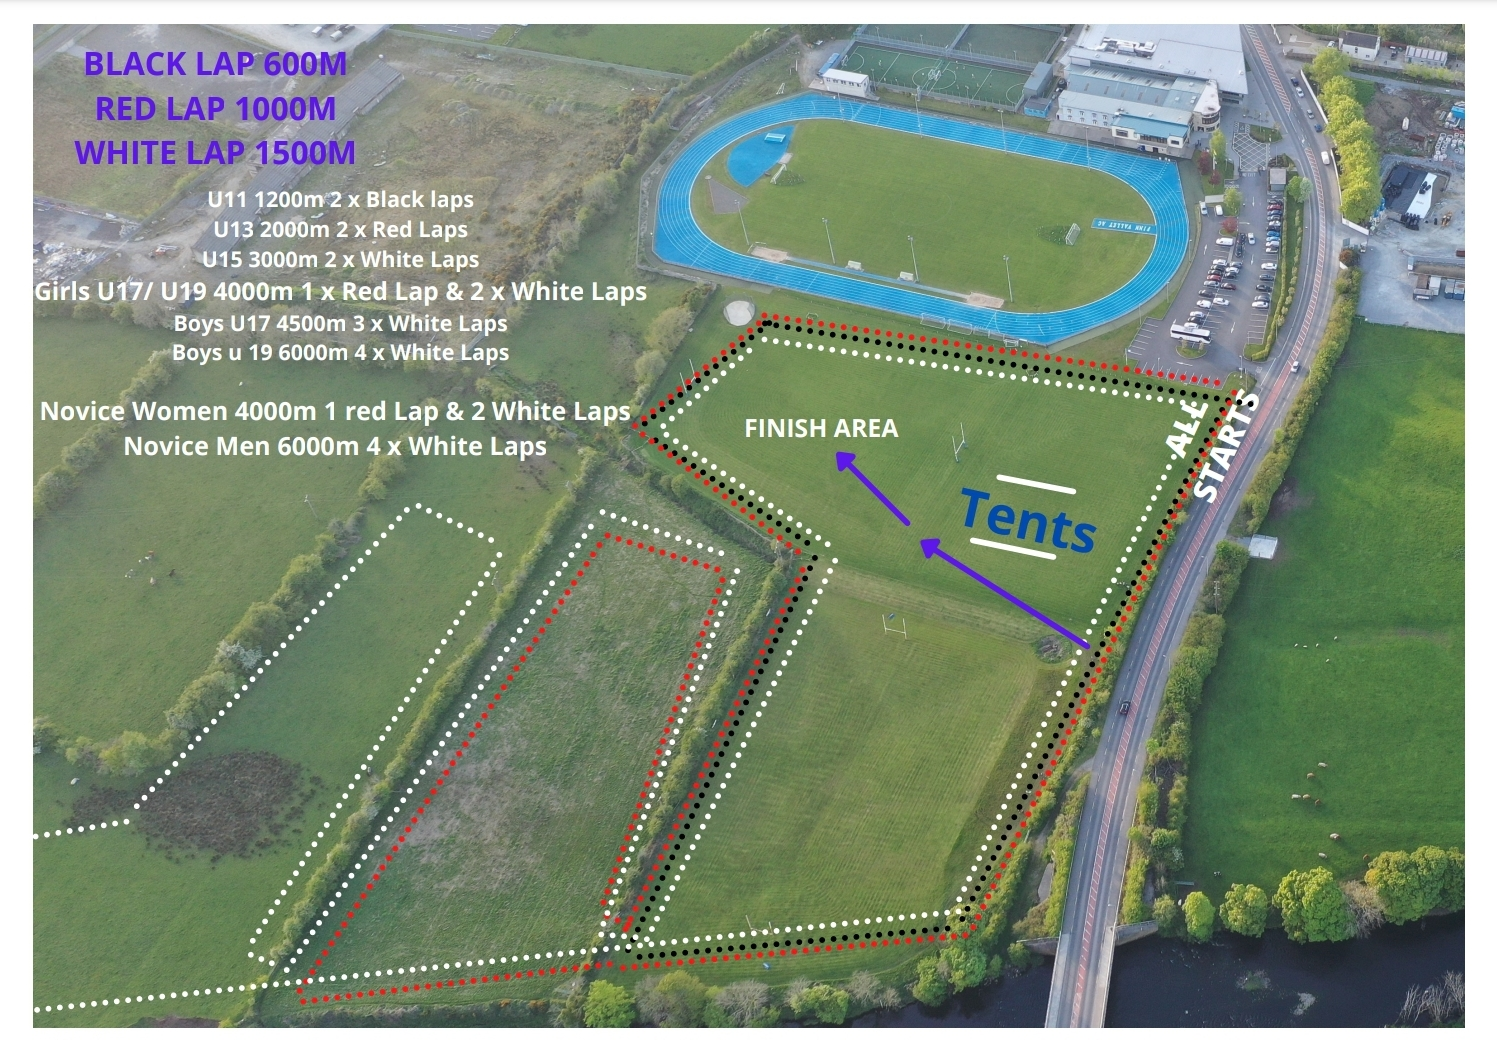 BLACK LAP 600M
RED LAP 1000M
WHITE LAP 1500M
U11 1200m 2 x Black laps
U13 2000m 2 x Red Laps
U15 3000m 2 x White Laps
Girls U17/ U19 4000m 1 x Red Lap & 2 x White Laps
Boys U17 4500m 3 x White Laps
Boys u 19 6000m 4 x White Laps
Novice Women 4000m 1 red Lap & 2 White Laps
Novice Men 6000m 4 x White Laps
FINN VALLEY AC
ALL
STARTS
FINISH AREA
Tents